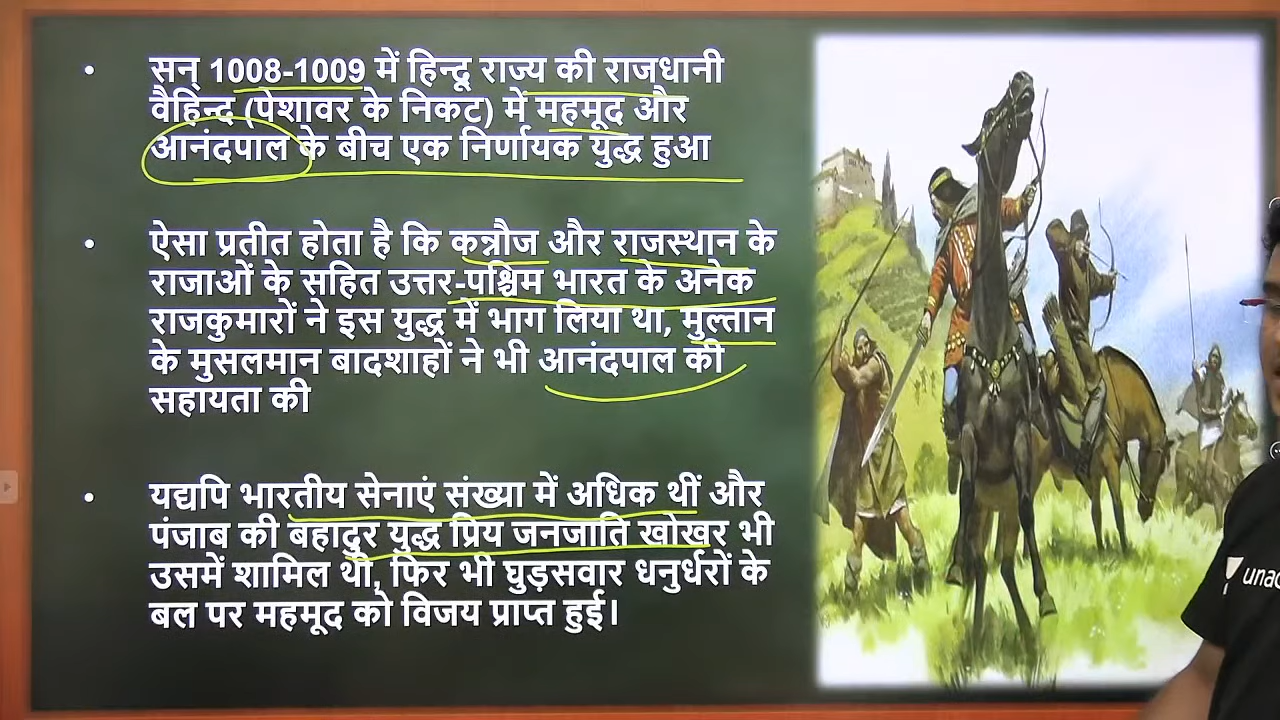 • सन् 1008-1009 में हिन्दू राज्य की राजधानी
वैहिन्द (पेशावर के निकट) में महमूद और
आनंदपाल के बीच एक निर्णायक युद्ध हुआ
• ऐसा प्रतीत होता है कि कन्नौज और राजस्थान के
राजाओं के सहित उत्तर-पश्चिम भारत के अनेक
राजकुमारों ने इस युद्ध में भाग लिया था, मुल्तान
के मुसलमान बादशाहों ने भी आनंदपाल की
सहायता की
• यद्यपि भारतीय सेनाएं संख्या में अधिक थीं और
पंजाब की बहादुर युद्ध प्रिय जनजाति खोखर भी
उसमें शामिल थी, फिर भी घुड़सवार धनुर्धरों के
बल पर महमूद को विजय प्राप्त हुई।